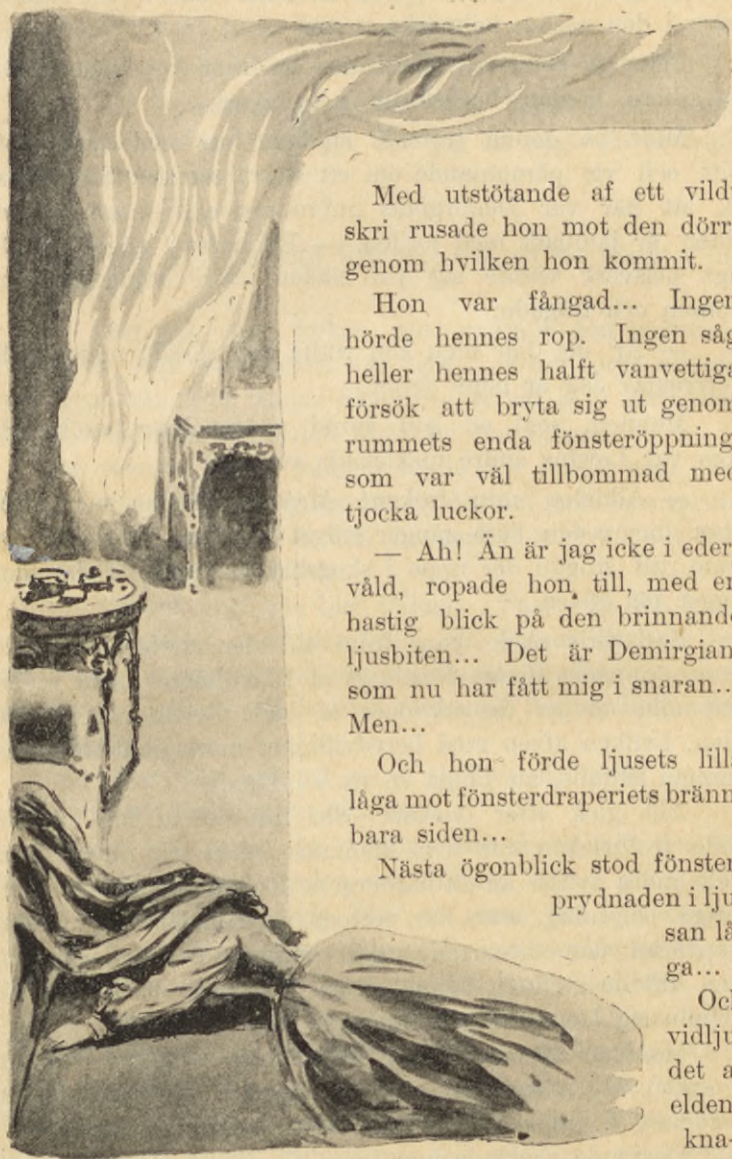 Med utstötande af ett vildt
skri rusade hon mot den dörr,
genom hvilken hon kommit.
Hon var fångad... Ingen
hörde hennes rop. Ingen såg
heller hennes halft vanvettiga
försök att bryta sig ut genom
rummets enda fönsteröppning,
som var väl tillbommad med
tjocka luckor.
— Ah! Än är jag icke i eder
våld, ropade hon till, med en
hastig blick på den brinnande
ljusbiten... Det är Demirgian,
som nu har fått mig i snaran..
Men...
Och hon förde ljusets lilla
låga mot fönsterdraperiets bränn
bara siden...
Nästa ögonblick stod fönster
prydnaden i lju
san lå
ga...
Och
vidlju
det a
elden
kna-